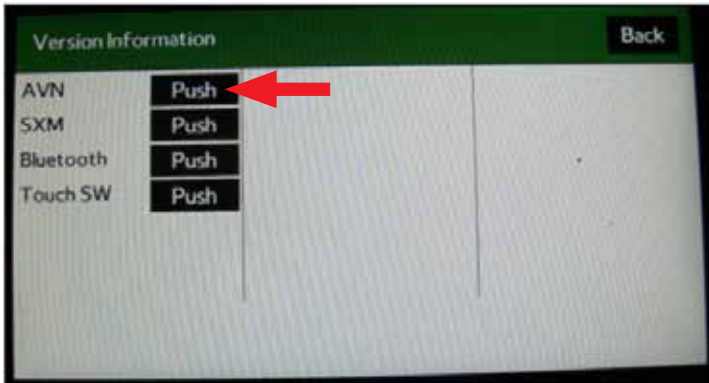 Version Information
Back
AVN Push
SXM Push
Bluetooth Push
Touch SW Push